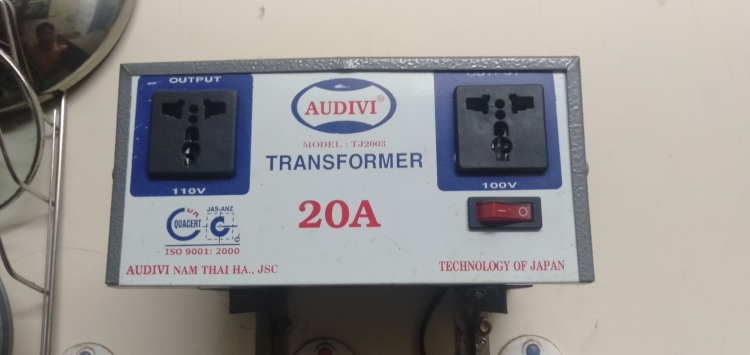 OUTPUT
OUTPUT
AUDIVI®
MODEL : TJ2003
TRANSFORMER
110V
100V
20A
QUACERT
JAS-ANZ
ISO 9001: 2000
AUDIVI NAM THAI HA., JSC
TECHNOLOGY OF JAPAN